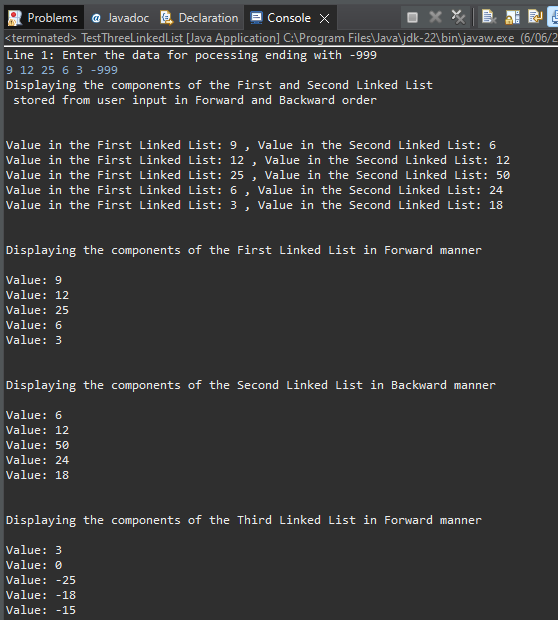 Problems @ Javadoc Declaration Console
<terminated> TestThreeLinkedList [Java Application] C:\Program Files\Java\jdk-22\bin\javaw.exe (6/06/2
Line 1: Enter the data for pocessing ending with -999
9 12 25 6 3 -999
Displaying the components of the First and Second Linked List
stored from user input in Forward and Backward order
Value in the First Linked List: 9 , Value in the Second Linked List: 6
Value in the First Linked List: 12 , Value in the Second Linked List: 12
Value in the First Linked List: 25 , Value in the Second Linked List: 50
Value in the First Linked List: 6 , Value in the Second Linked List: 24
Value in the First Linked List: 3 , Value in the Second Linked List: 18
Displaying the components of the First Linked List in Forward manner
Value: 9
Value: 12
Value: 25
Value: 6
Value: 3
Displaying the components of the Second Linked List in Backward manner
Value: 6
Value: 12
Value: 50
Value: 24
Value: 18
Displaying the components of the Third Linked List in Forward manner
Value: 3
Value: 0
Value: -25
Value: -18
Value: -15